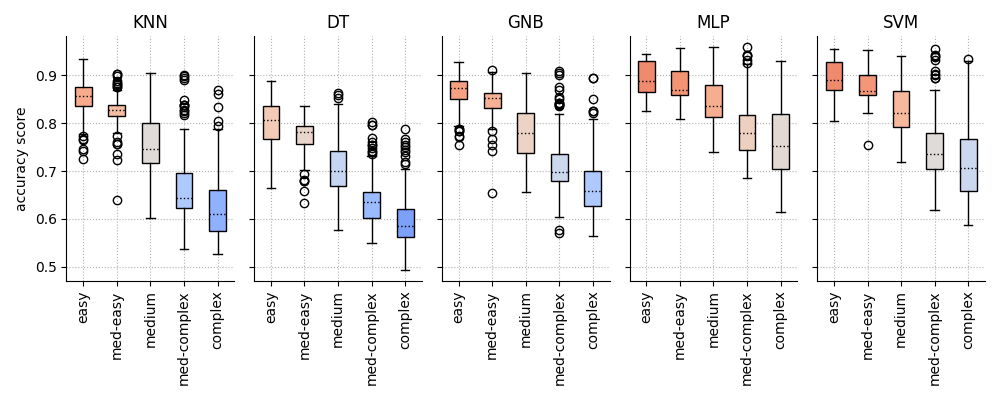 KNN DT GNB MLP SVM
accuracy score
0.9
0.8
0.7
0.6
0.5
easy med-easy medium med-complex complex
easy med-easy medium med-complex complex
easy med-easy medium med-complex complex
easy med-easy medium med-complex complex
easy med-easy medium med-complex complex